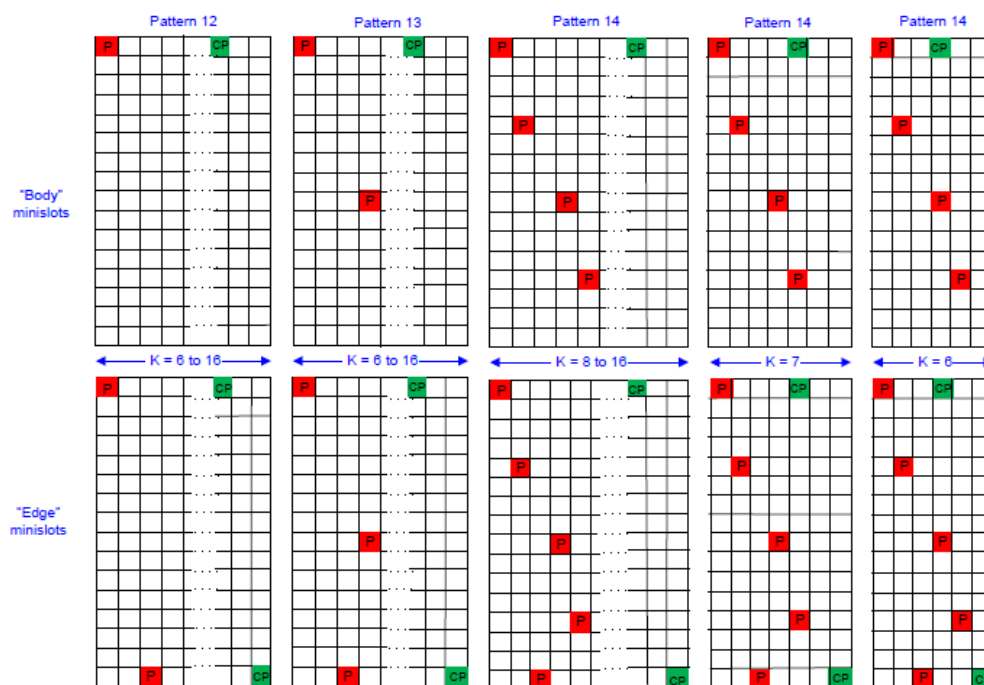 Pattern 12 Pattern 13 Pattern 14 Pattern 14 Pattern 14
P CP P CP P CP P CP P CP
P P P
"Body"
minislots
P P P P
P P P
K = 6 to 16 K = 6 to 16 K = 8 to 16 K = 7 K = 6
P CP P CP P CP P CP P CP
P P P
"Edge"
minislots
P P P P
P P P
P CP P CP P CP P CP P CP